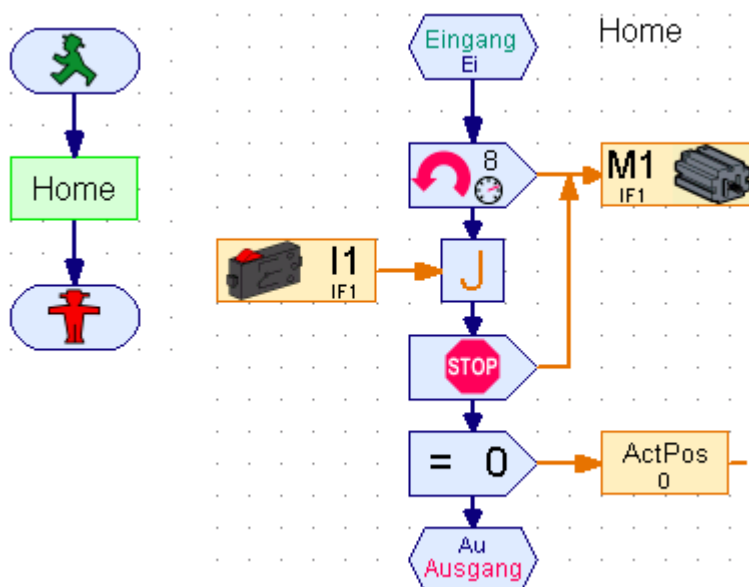 Home
Home
Eingang
Ei
8
M1
IF1
I1
IF1
J
STOP
= 0
ActPos
0
Au
Ausgang